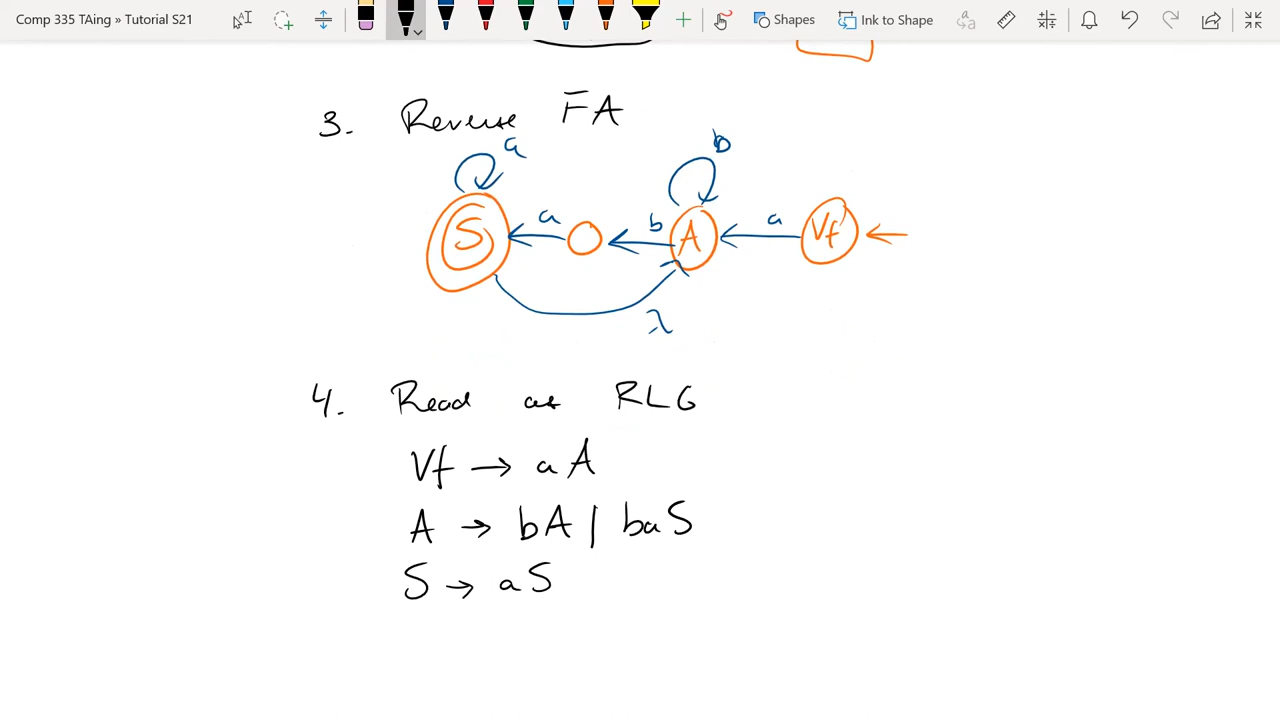 Comp 335 TAing » Tutorial S21
Shapes
Ink to Shape
3. Reverse FA
a
b
S
a
b
A
a
Vf
λ
4. Read as RLG
Vf → aA
A → bA | baS
S → aS